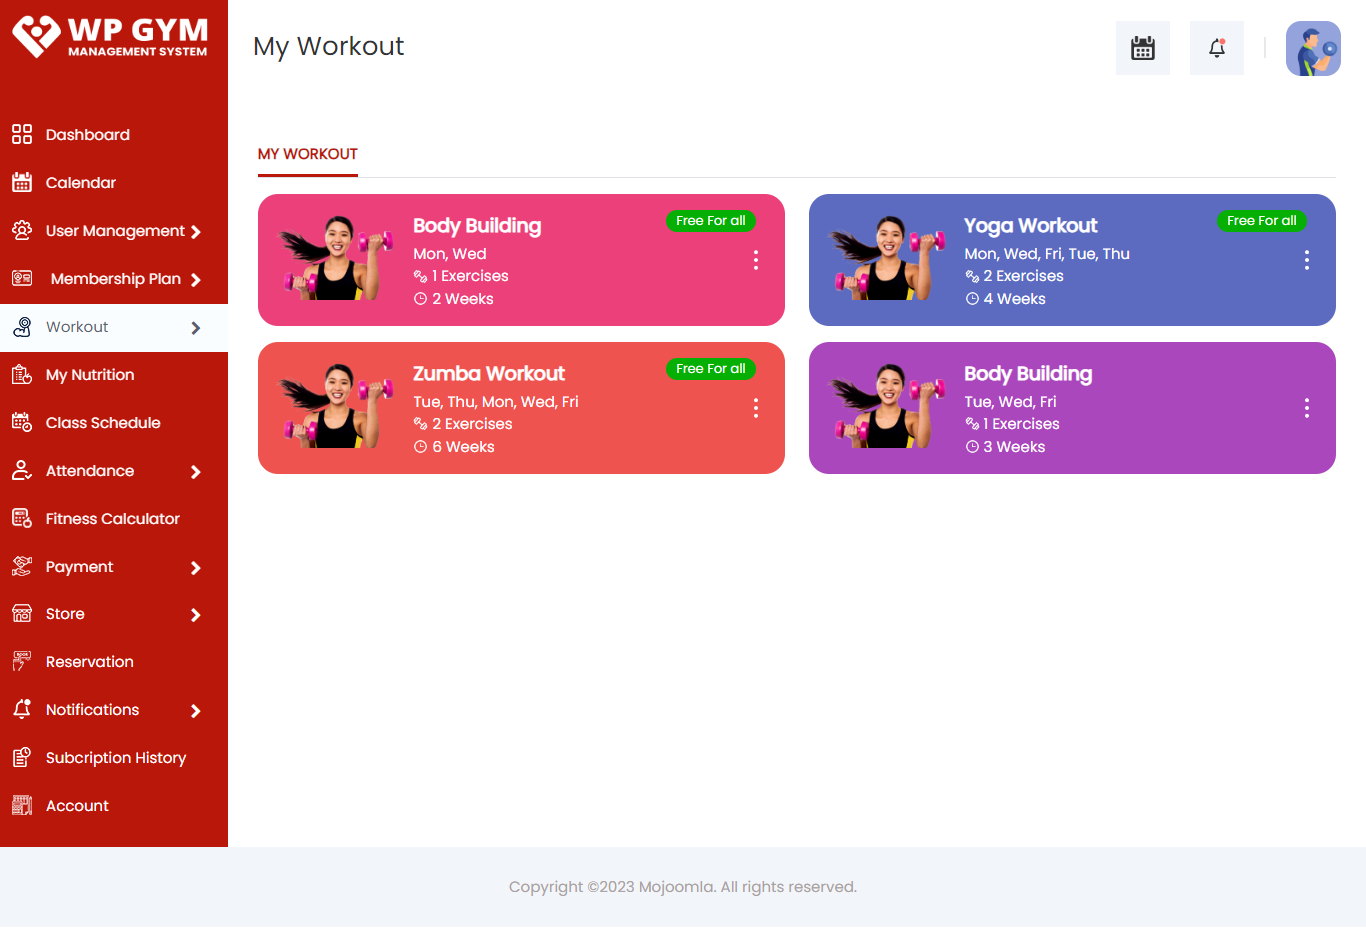 WP GYM
MANAGEMENT SYSTEM
My Workout
Dashboard
Calendar
User Management
Membership Plan
Workout
My Nutrition
Class Schedule
Attendance
Fitness Calculator
Payment
Store
Reservation
Notifications
Subcription History
Account
MY WORKOUT
Body Building
Free For all
Mon, Wed
1 Exercises
2 Weeks
Yoga Workout
Free For all
Mon, Wed, Fri, Tue, Thu
2 Exercises
4 Weeks
Zumba Workout
Free For all
Tue, Thu, Mon, Wed, Fri
2 Exercises
6 Weeks
Body Building
Tue, Wed, Fri
1 Exercises
3 Weeks
Copyright ©2023 Mojoomla. All rights reserved.